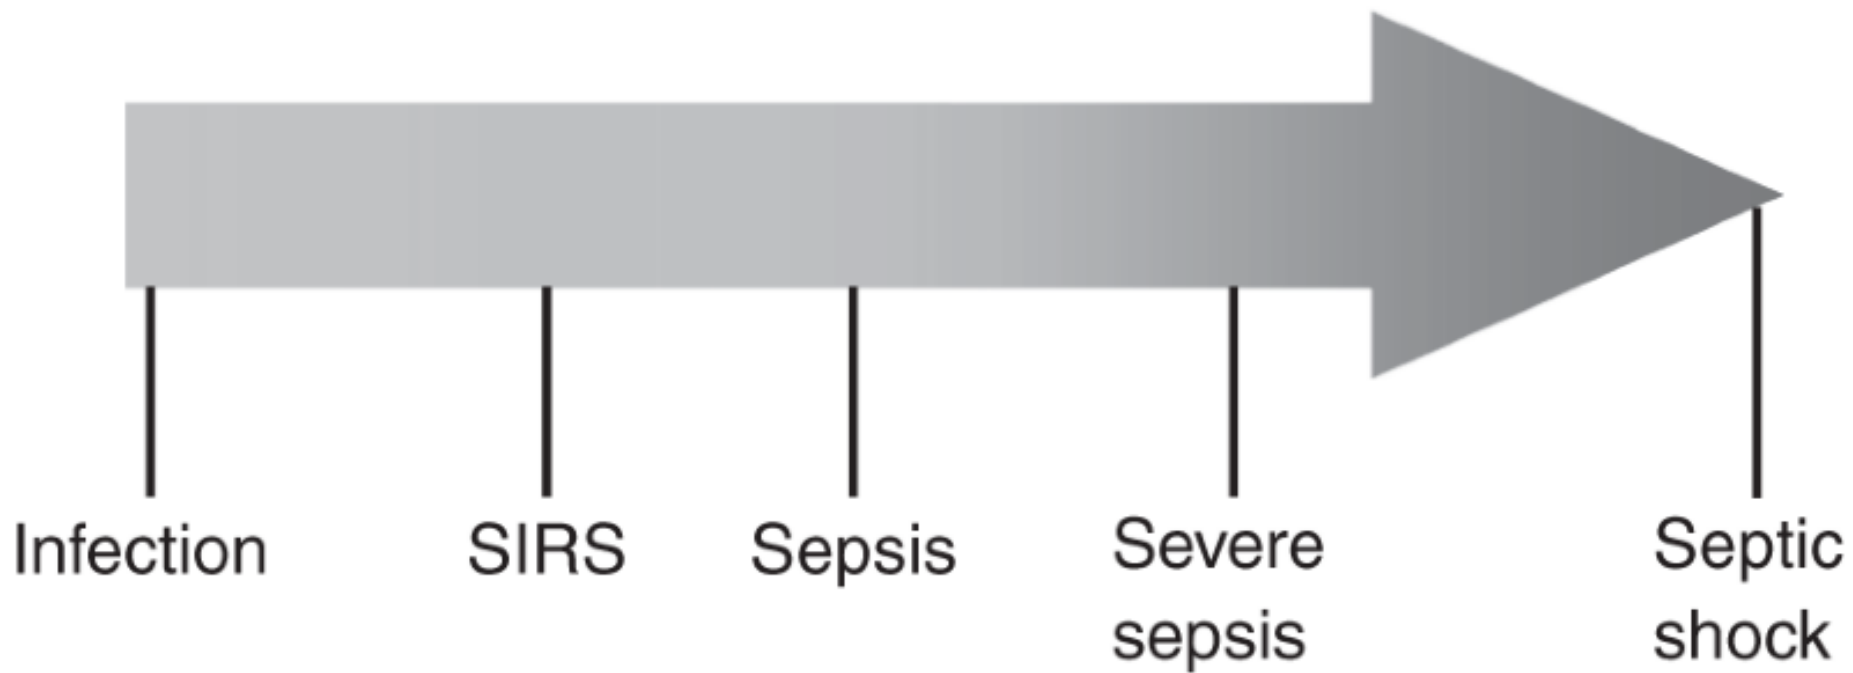 Infection
SIRS
Sepsis
Severe
sepsis
Septic
shock